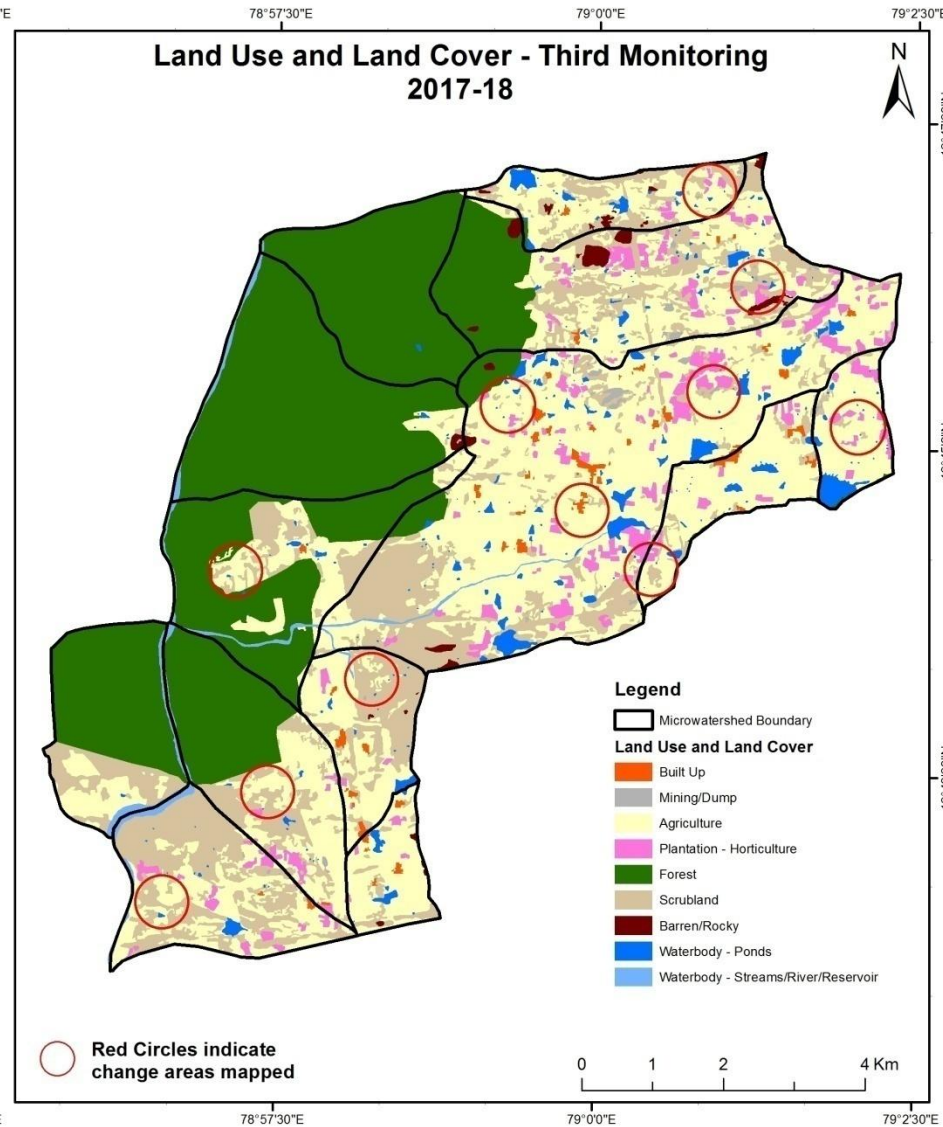 78°57'30"E
79°0'0"E
79°2'30"E
Land Use and Land Cover - Third Monitoring
2017-18
N
Legend
Microwatershed Boundary
Land Use and Land Cover
Built Up
Mining/Dump
Agriculture
Plantation - Horticulture
Forest
Scrubland
Barren/Rocky
Waterbody - Ponds
Waterbody - Streams/River/Reservoir
Red Circles indicate
change areas mapped
0 1 2 4 Km
78°57'30"E
79°0'0"E
79°2'30"E